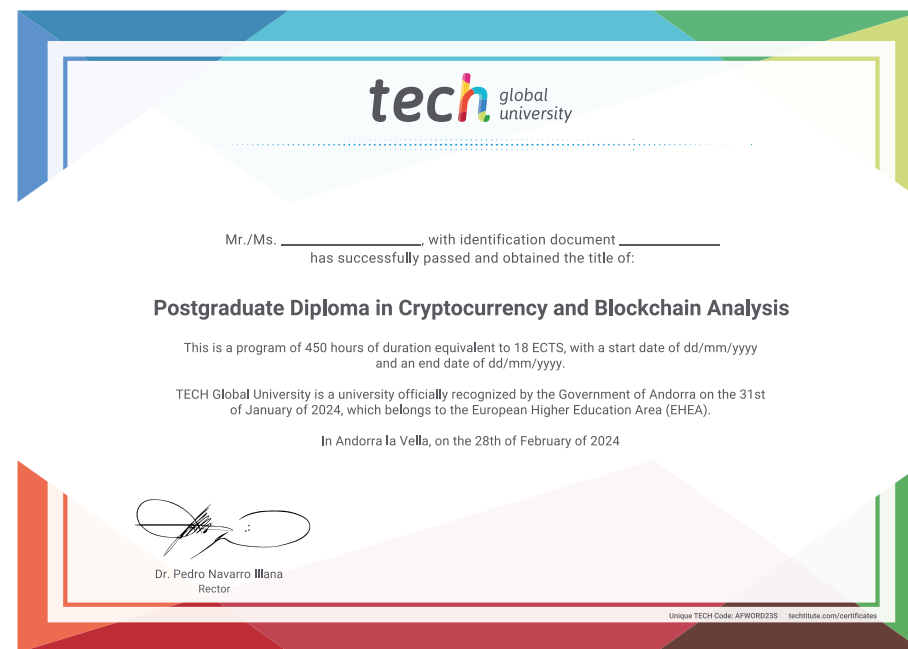 tech global university
Mr./Ms. ____________________, with identification document ______________
has successfully passed and obtained the title of:
Postgraduate Diploma in Cryptocurrency and Blockchain Analysis
This is a program of 450 hours of duration equivalent to 18 ECTS, with a start date of dd/mm/yyyy
and an end date of dd/mm/yyyy.
TECH Global University is a university officially recognized by the Government of Andorra on the 31st
of January of 2024, which belongs to the European Higher Education Area (EHEA).
In Andorra la Vella, on the 28th of February of 2024
Dr. Pedro Navarro Illana
Rector
Unique TECH Code: AFWORD23S techtitute.com/certificates